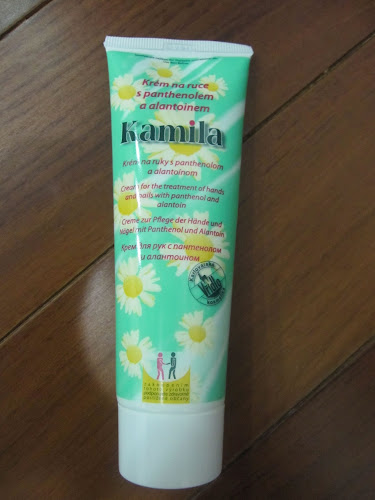 Krém na ruce
s panthenolem
a alantoinem
Kamila
Krém na ruky s panthenolom
a alantoinom
Cream for the treatment of hands
and nails with panthenol and
alantoin
Creme zur Pflege der Hände und
Nägel mit Panthenol und Alantoin
Крем для рук с пантенолом
и алантоином